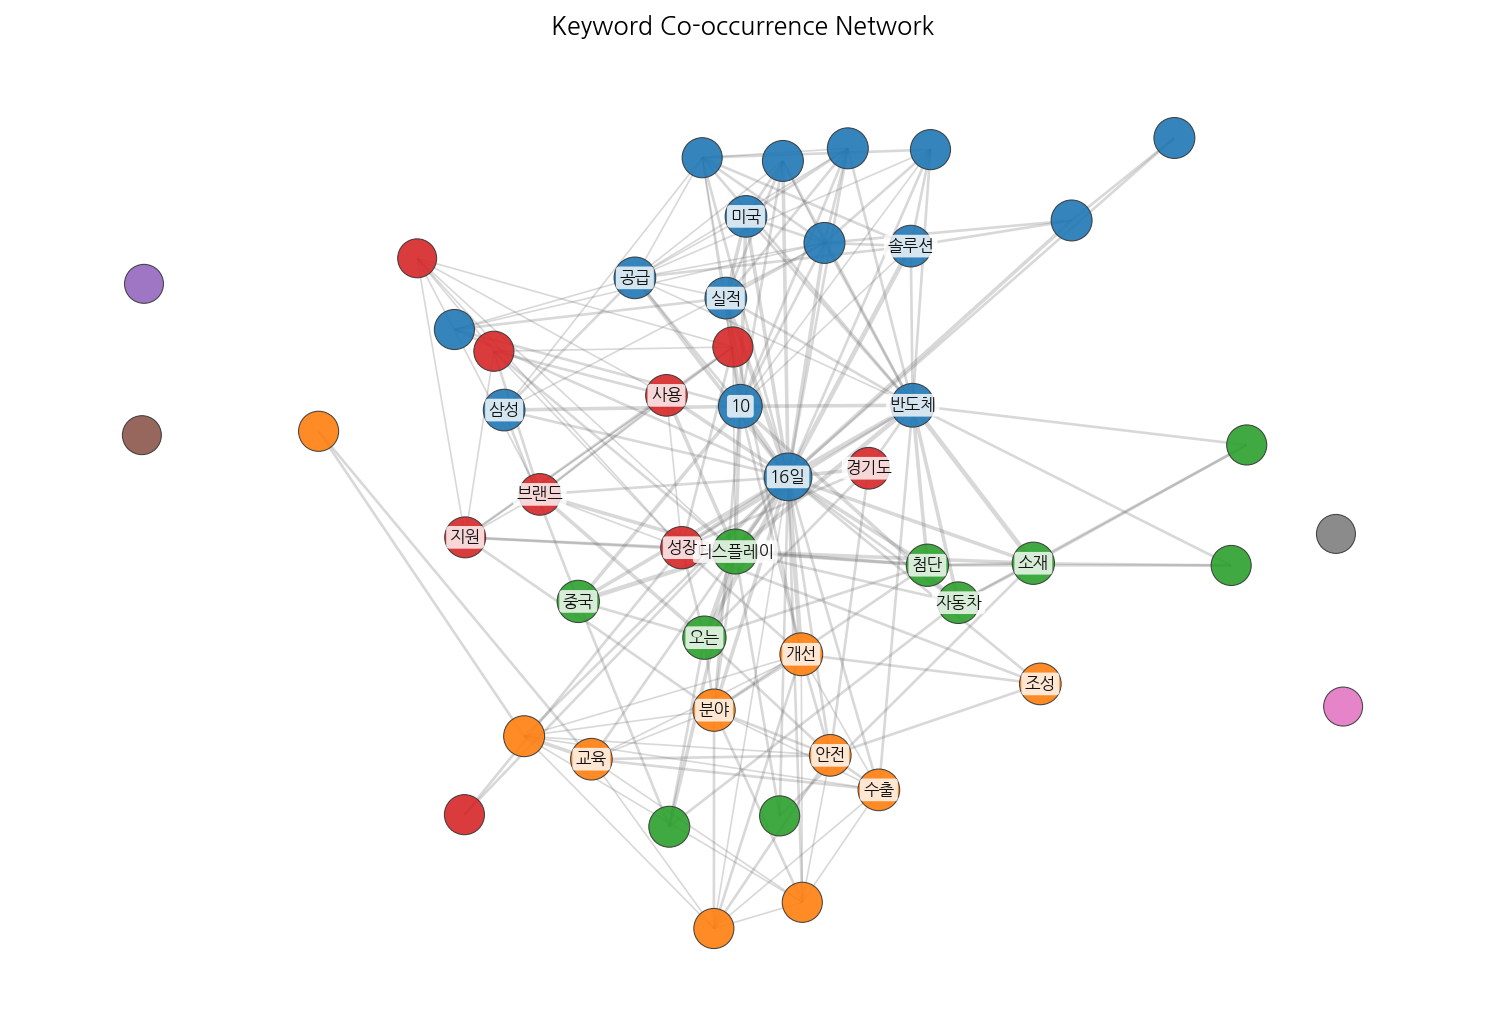 Keyword Co-occurrence Network
미국
솔루션
공급
실적
사용
10
삼성
반도체
경기도
16일
브랜드
지원
성장
디스플레이
첨단
소재
중국
자동차
오는
개선
조성
분야
안전
교육
수출